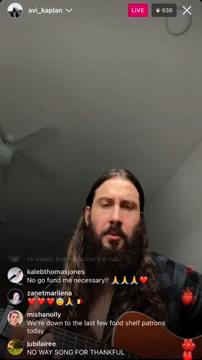 avi_kaplan
LIVE
636
kalebthomasjones
No go fund me necessary!!
zanetmarilena
mishanolly
We're down to the last few food shelf patrons
today
jubilairee
NO WAY SONG FOR THANKFUL